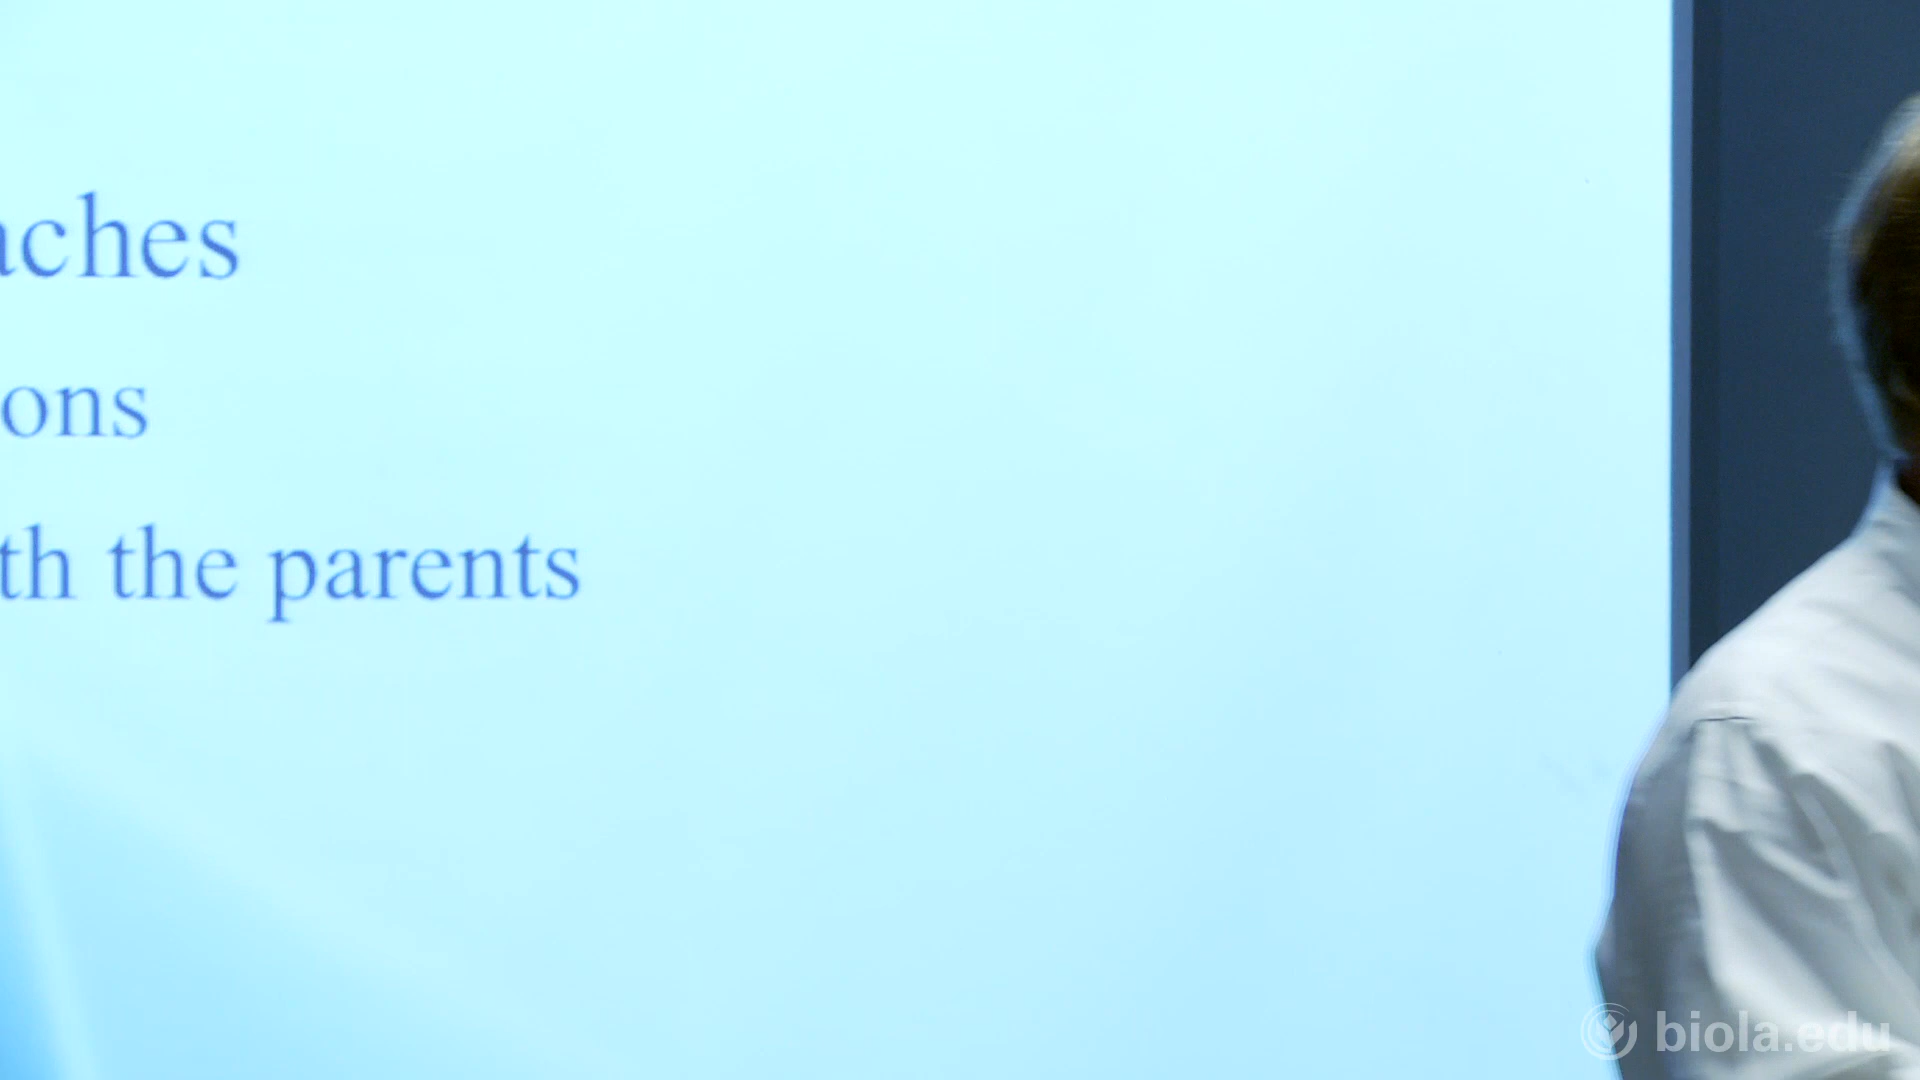 aches
ons
th the parents
biola.edu